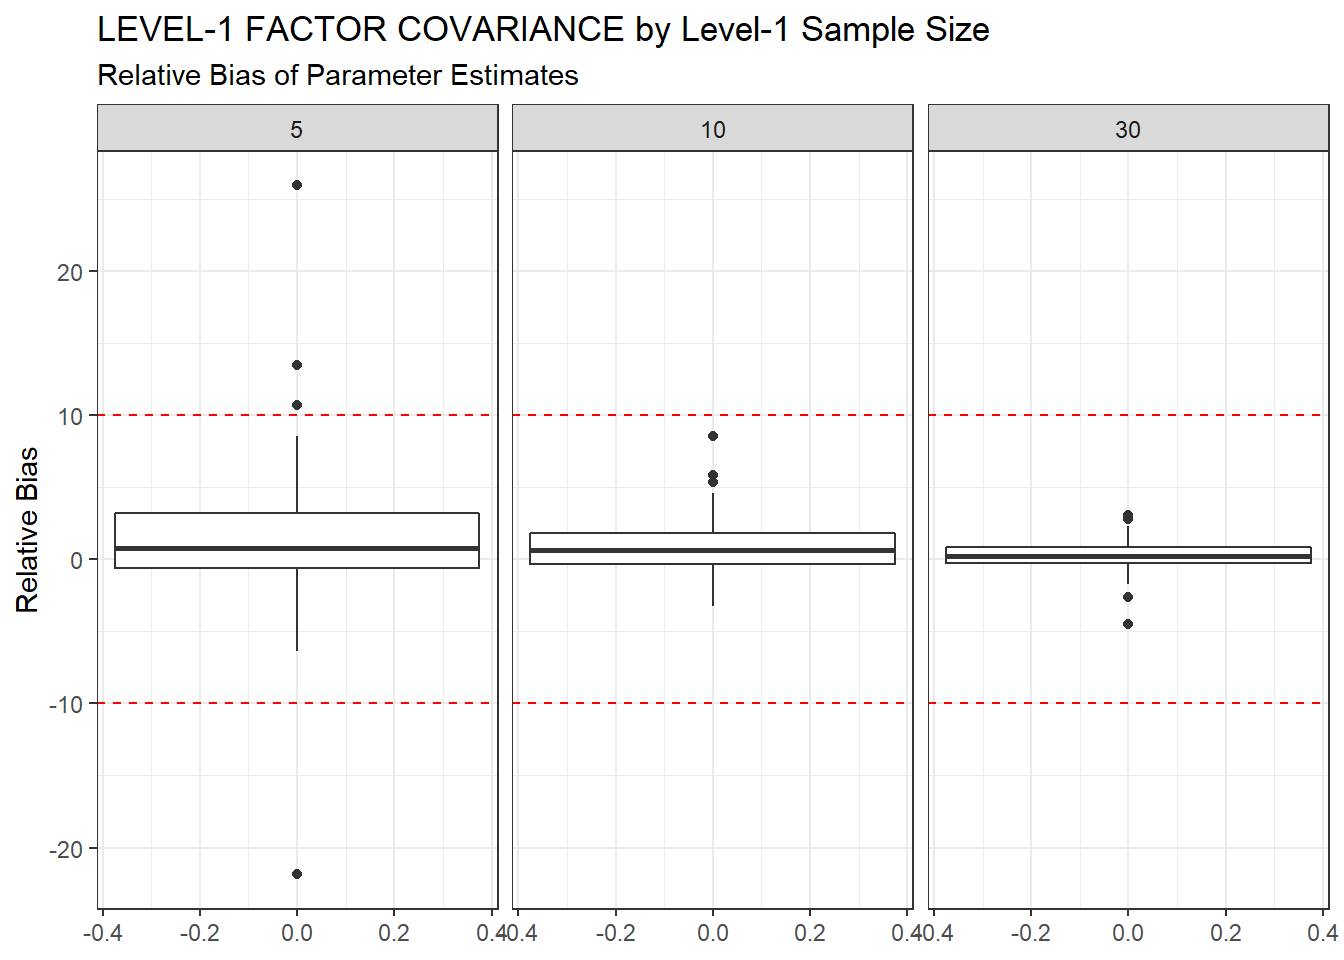 LEVEL-1 FACTOR COVARIANCE by Level-1 Sample Size
Relative Bias of Parameter Estimates
5 10 30
Relative Bias
20
10
0
-10
-20
-0.4 -0.2 0.0 0.2 0.4 -0.4 -0.2 0.0 0.2 0.4 -0.4 -0.2 0.0 0.2 0.4